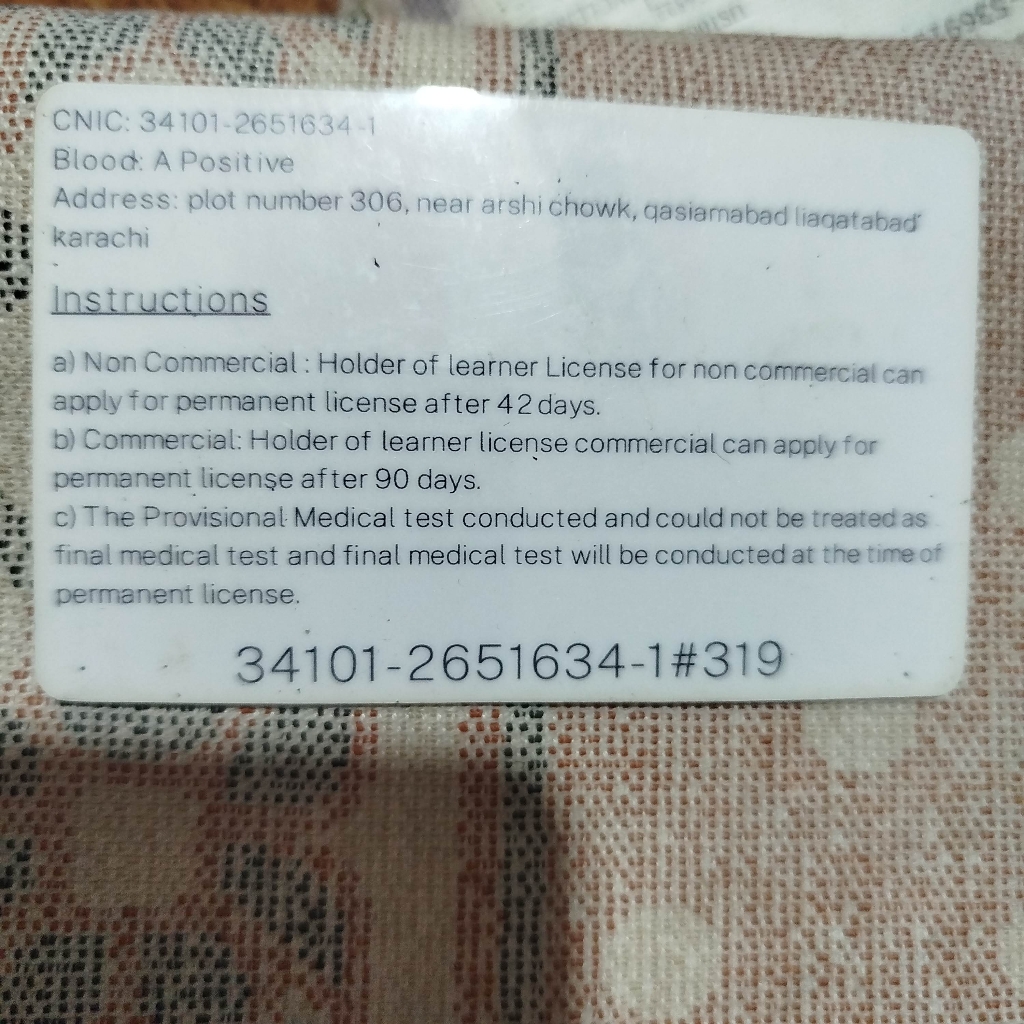 CNIC: 34101-2651634-1
Blood: A Positive
Address: plot number 306, near arshi chowk, qasiamabad liaqatabad
karachi
Instructions
a) Non Commercial : Holder of learner License for non commercial can
apply for permanent license after 42 days.
b) Commercial: Holder of learner license commercial can apply for
permanent license after 90 days.
c) The Provisional Medical test conducted and could not be treated as
final medical test and final medical test will be conducted at the time of
permanent license.
34101-2651634-1#319